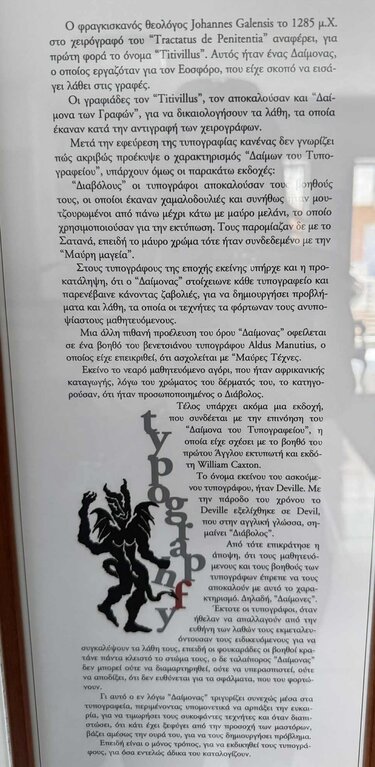 Ο φραγκισκανός θεολόγος Johannes Galensis το 1285 μ.Χ.
στο χειρόγραφό του "Tractatus de Penitentia" αναφέρει, για
πρώτη φορά το όνομα "Titivillus". Αυτός ήταν ένας Δαίμονας,
ο οποίος εργαζόταν για τον Εοσφόρο, που είχε σκοπό να εισά-
γει λάθη στις γραφές.
Οι γραφιάδες τον "Titivillus", τον αποκαλούσαν και "Δαί-
μονα των Γραφών", για να δικαιολογήσουν τα λάθη, τα οποία
έκαναν κατά την αντιγραφή των χειρογράφων.
Μετά την εφεύρεση της τυπογραφίας κανένας δεν γνωρίζει
πώς ακριβώς προέκυψε ο χαρακτηρισμός "Δαίμων του Τυπο-
γραφείου", υπάρχουν όμως οι παρακάτω εκδοχές:
"Διαβόλους" οι τυπογράφοι αποκαλούσαν τους βοηθούς
τους, οι οποίοι έκαναν χαμαλοδουλιές και συνήθως ήταν μου-
τζουρωμένοι από πάνω μέχρι κάτω με μαύρο μελάνι, το οποίο
χρησιμοποιούσαν για την εκτύπωση. Τους παρομοίαζαν δε με το
Σατανά, επειδή το μαύρο χρώμα τότε ήταν συνδεδεμένο με την
"Μαύρη μαγεία".
Στους τυπογράφους της εποχής εκείνης υπήρχε και η προ-
κατάληψη, ότι ο "Δαίμονας" στοίχειωνε κάθε τυπογραφείο και
παρενέβαινε κάνοντας ζαβολιές, για να δημιουργήσει προβλή-
ματα και λάθη, τα οποία οι τεχνήτες τα φόρτωναν τους ανυπο-
ψίαστους μαθητευόμενους.
Μια άλλη πιθανή προέλευση του όρου "Δαίμονας" οφείλεται
σε ένα βοηθό του βενετσιάνου τυπογράφου Aldus Manutius, ο
οποίος είχε επικριθεί, ότι ασχολείται με "Μαύρες Τέχνες.
Εκείνο το νεαρό μαθητευόμενο αγόρι, που ήταν αφρικανικής
καταγωγής, λόγω του χρώματος του δέρματός του, το κατηγο-
ρούσαν, ότι ήταν προσωποποιημένος ο Διάβολος.
Τέλος υπάρχει ακόμα μια εκδοχή,
που συνδέεται με την επινόηση του
"Δαίμονα του Τυπογραφείου", η
οποία είχε σχέσει με το βοηθό του
πρώτου Άγγλου εκτυπωτή και εκδό-
τη William Caxton.
Το όνομα εκείνου του ασκούμε-
νου τυπογράφου, ήταν Deville. Με
την πάροδο του χρόνου το
Deville εξελίχθηκε σε Devil,
που στην αγγλική γλώσσα, ση-
μαίνει "Διάβολος".
Από τότε επικράτησε η
άποψη, ότι τους μαθητευό-
μενους και τους βοηθούς των
τυπογράφων έπρεπε να τους
αποκαλούν με αυτό το χαρα-
κτηρισμό. Δηλαδή, "Δαίμονες".
Έκτοτε οι τυπογράφοι, όταν
ήθελαν να απαλλαγούν από την
ευθύνη των λαθών τους εκμεταλεύ-
όντουσαν τους ειδικευόμενους για να
συγκαλύψουν τα λάθη τους, επειδή οι φουκαράδες οι βοηθοί κρα-
τάνε πάντα κλειστό το στόμα τους, ο δε ταλαίπωρος "Δαίμονας"
δεν μπορεί ούτε να διαμαρτηρηθεί, ούτε να υπερασπιστεί, ούτε
να αποδίξει, ότι δεν ευθύνεται για τα σφάλματα, που του φορτώ-
νουν.
Γι αυτό ο εν λόγω "Δαίμονας" τριγυρίζει συνεχώς μέσα στα
τυπογραφεία, περιμένωντας υπομονετικά να αρπάξει την ευκαι-
ρία, για να τιμωρήσει τους συκοφάντες τεχνήτες και όταν διαπι-
στώσει, ότι κάτι έχει ξεφύγει από την προσοχή των μαστόρων,
βάζει αμέσως την ουρά του, για να τους δημιουργήσει πρόβλημα.
Επειδή είναι ο μόνος τρόπος, για να εκδικηθεί τους τυπογρά-
φους, για όσα εντελώς άδικα του καταλογίζουν.
typografphy